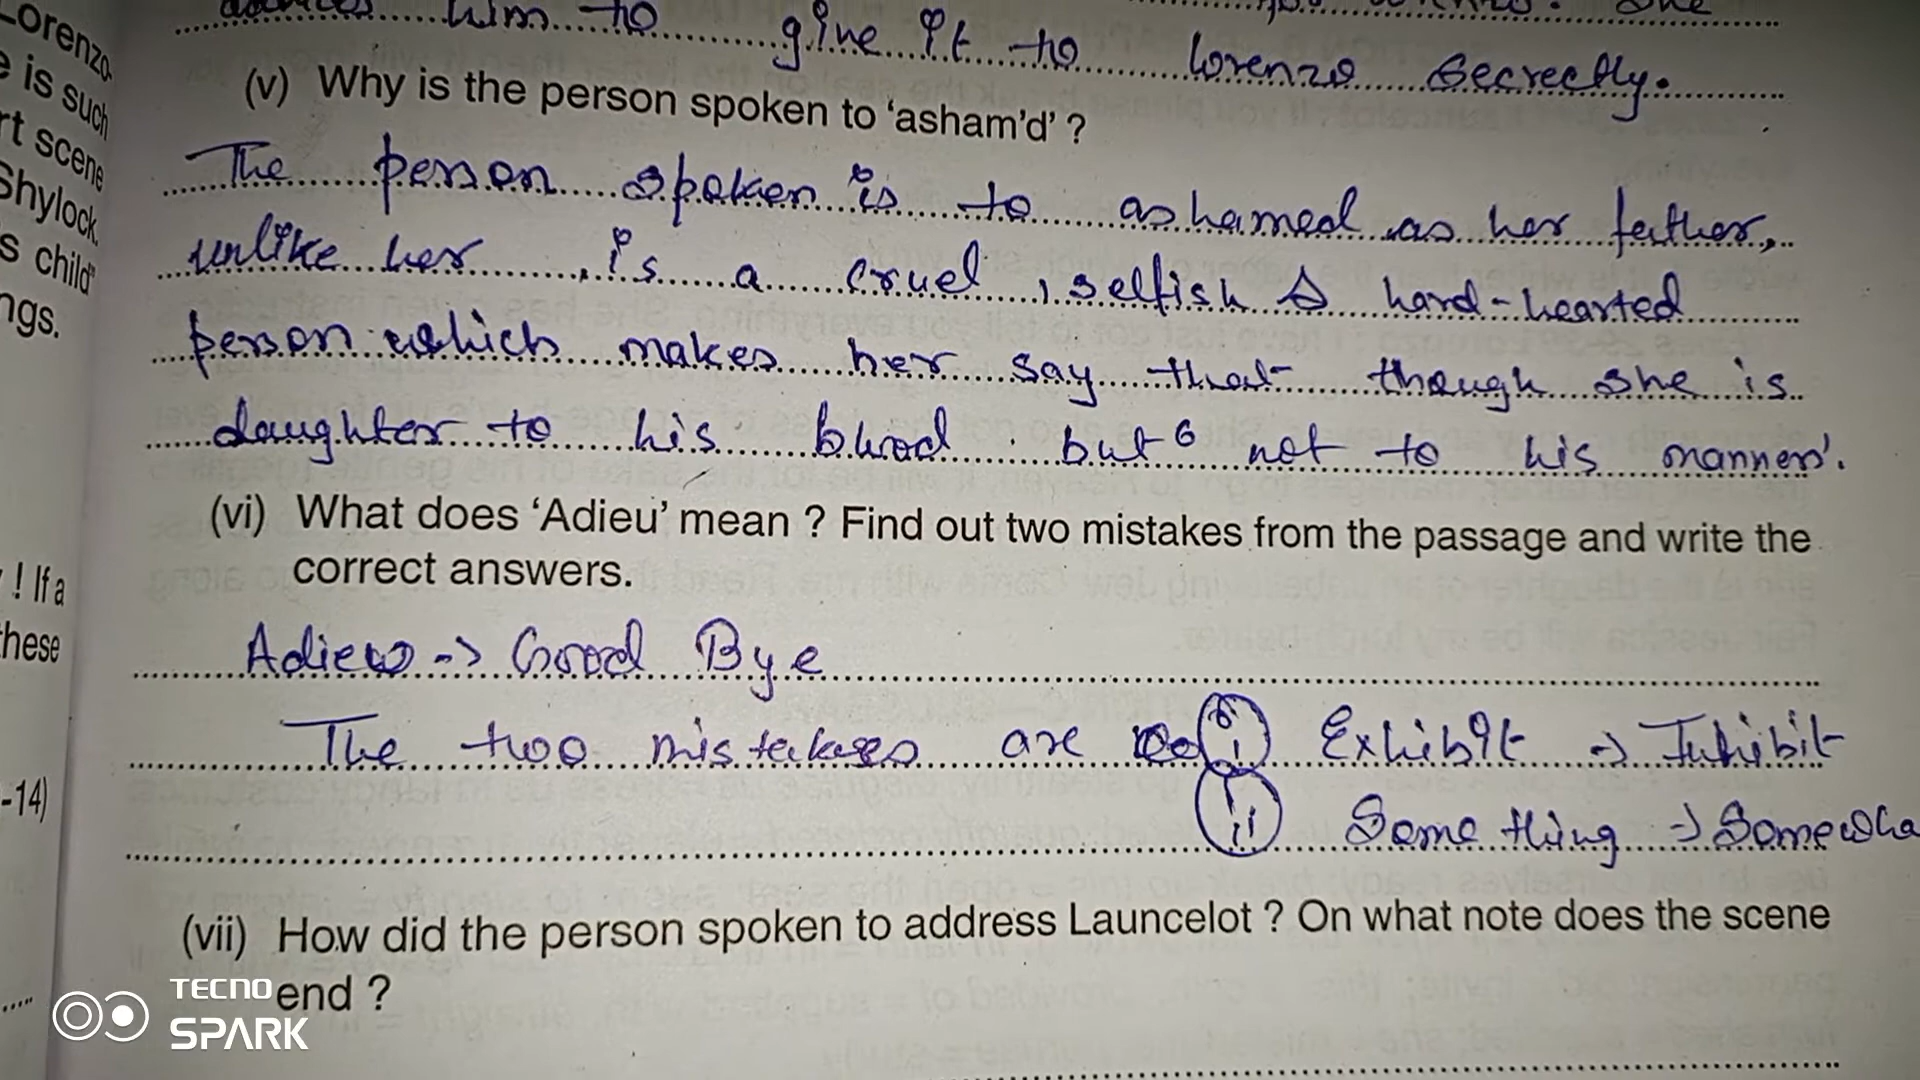 Lorenzo.
e is such
rt scene
Shylock.
s child"
ngs.
! If a
these
-14)
him to give it to lorenzo secrectly.
(v) Why is the person spoken to ‘asham’d’ ?
The person spoken is to ashamed as her father,
unlike her, is a cruel, selfish & hard-hearted
person which makes her say that though she is
daughter to his blood but not to his manners'.
(vi) What does ‘Adieu’ mean ? Find out two mistakes from the passage and write the
correct answers.
Adieu -> Good Bye
The two mistakes are (i) Exhibit -> Inhibit
(ii) Some thing -> Somewha
(vii) How did the person spoken to address Launcelot ? On what note does the scene
end ?
TECNO
SPARK